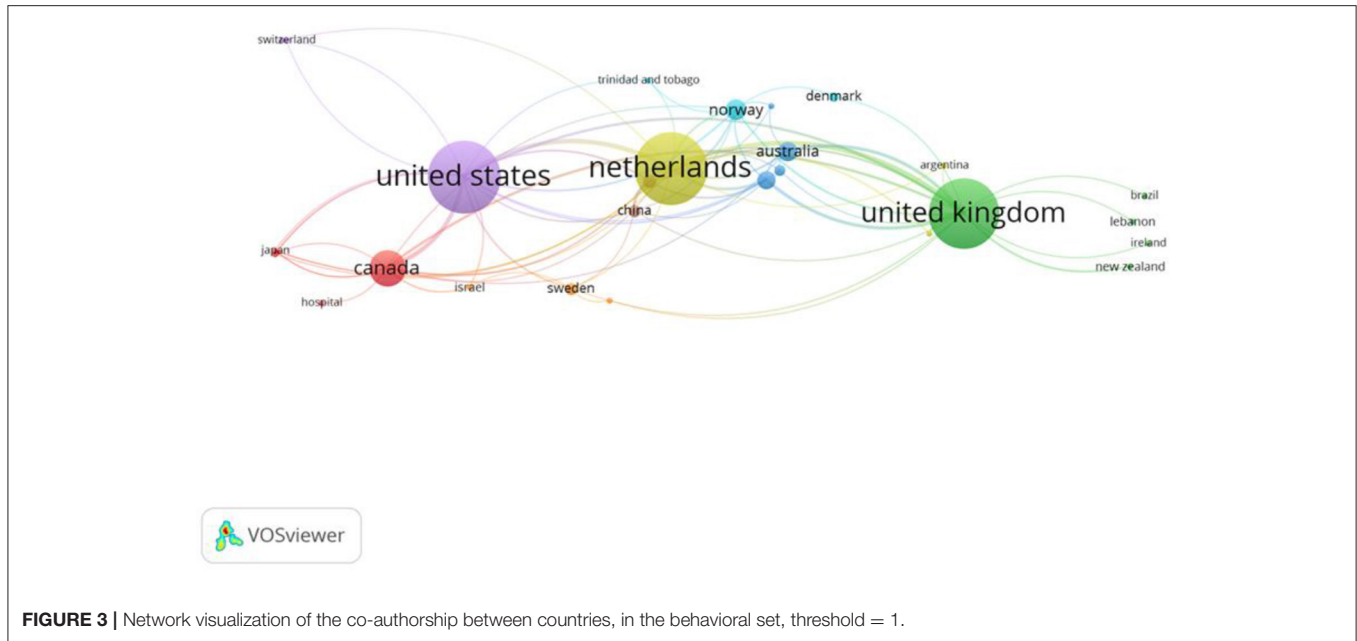 switzerland
trinidad and tobago
denmark
norway
australia
argentina
netherlands
united states
brazil
china
united kingdom
lebanon
ireland
japan
canada
new zealand
israel
sweden
hospital
VOSviewer
FIGURE 3 | Network visualization of the co-authorship between countries, in the behavioral set, threshold = 1.